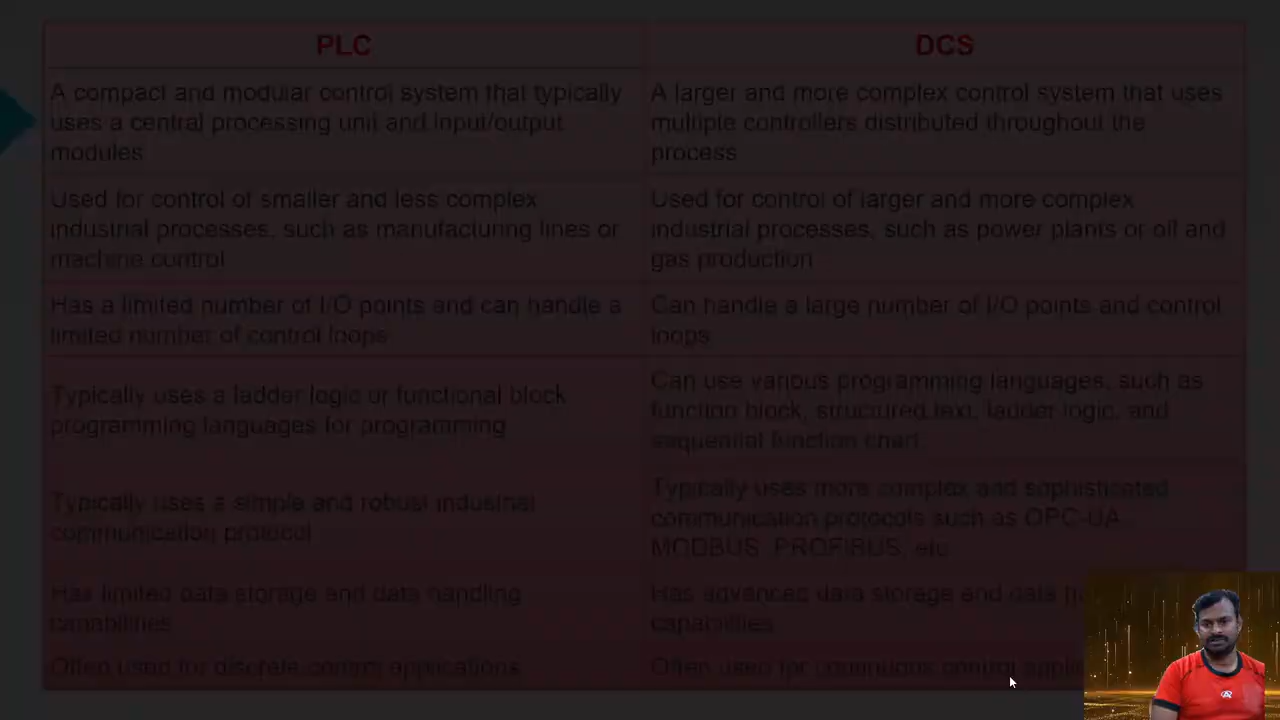 PLC
DCS
A compact and modular control system that typically
uses a central processing unit and input/output
modules
A larger and more complex control system that uses
multiple controllers distributed throughout the
process
Used for control of smaller and less complex
industrial processes, such as manufacturing lines or
machine control
Used for control of larger and more complex
industrial processes, such as power plants or oil and
gas production
Has a limited number of I/O points and can handle a
limited number of control loops
Can handle a large number of I/O points and control
loops
Typically uses a ladder logic or functional block
programming languages for programming
Can use various programming languages, such as
function block, structured text, ladder logic, and
sequential function chart
Typically uses a simple and robust industrial
communication protocol
Typically uses more complex and sophisticated
communication protocols such as OPC-UA
MODBUS, PROFIBUS, etc
Has limited data storage and data handling
capabilities
Has advanced data storage and data
capabilities
Often used for discrete control applications
Often used for continuous control